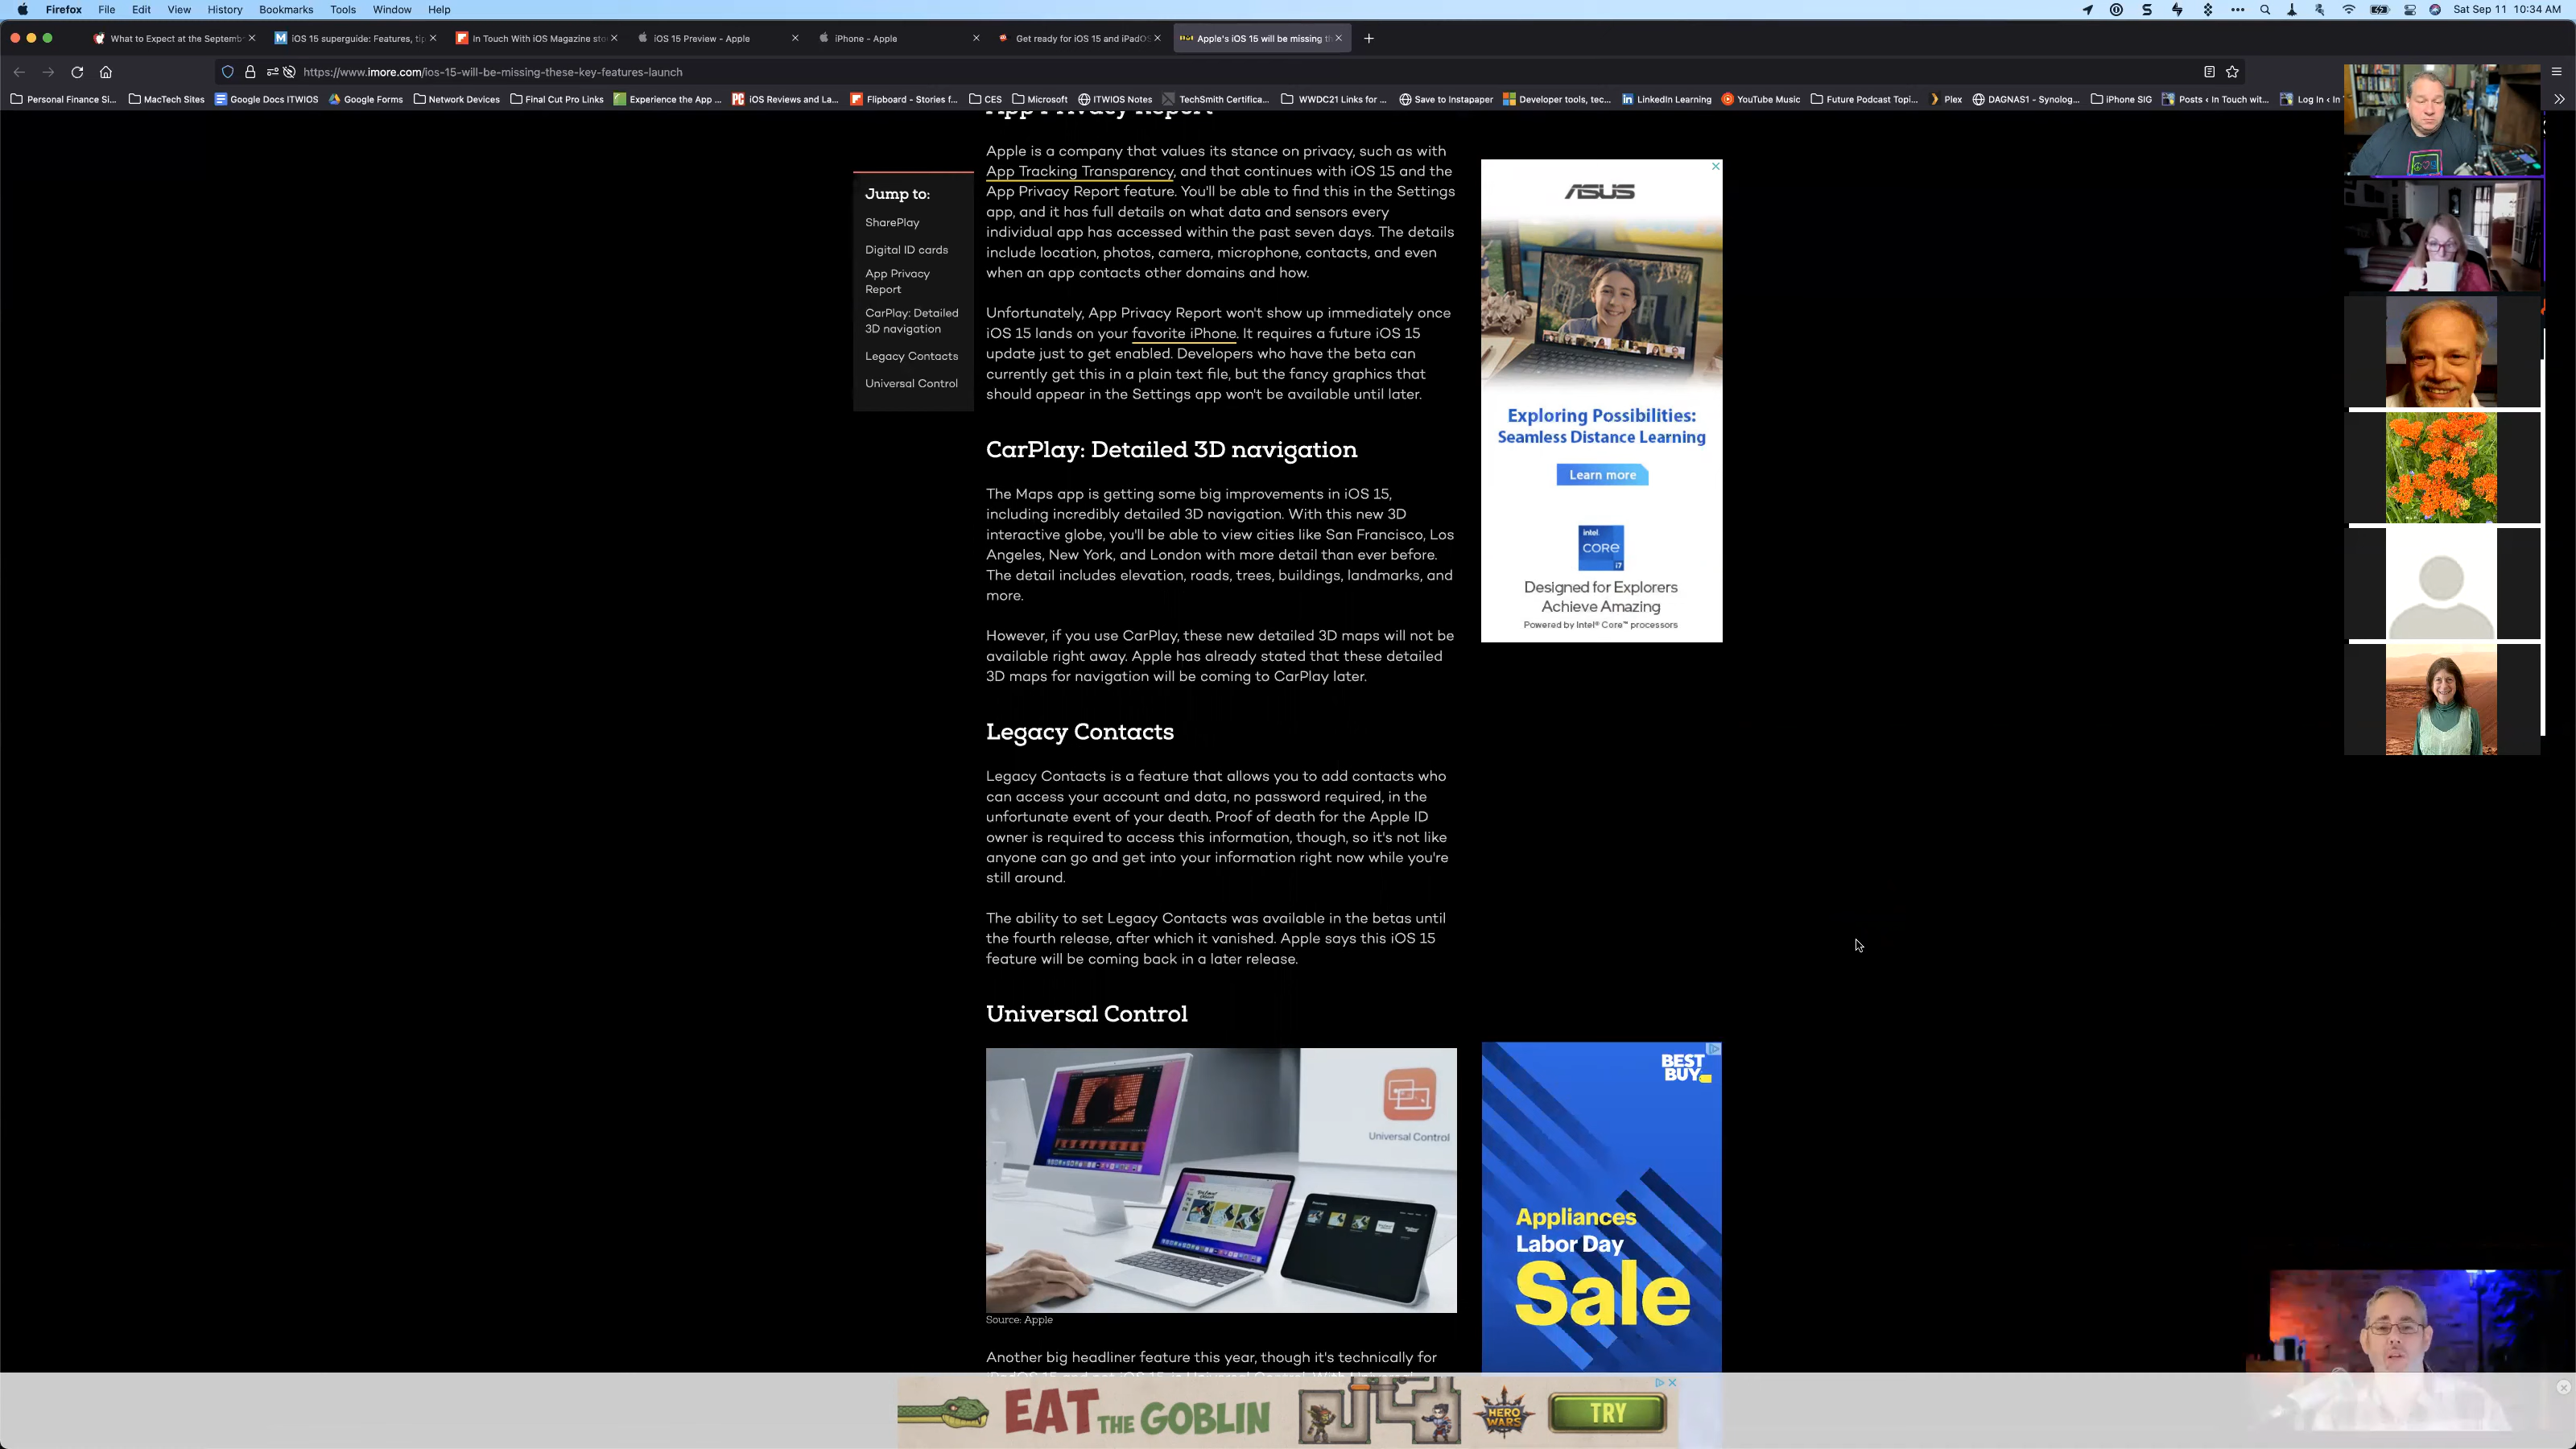 Firefox File Edit View History Bookmarks Tools Window Help
Sat Sep 11 10:34 AM
What to Expect at the Septemb
iOS 15 superguide: Features, tip
In Touch With iOS Magazine sto
iOS 15 Preview - Apple
iPhone - Apple
Get ready for iOS 15 and iPadOS
Apple's iOS 15 will be missing th
https://www.imore.com/ios-15-will-be-missing-these-key-features-launch
Personal Finance Si... MacTech Sites Google Docs ITWIOS Google Forms Network Devices Final Cut Pro Links Experience the App ... iOS Reviews and La... Flipboard - Stories f... CES Microsoft ITWIOS Notes TechSmith Certifica... WWDC21 Links for ... Save to Instapaper Developer tools, tec... LinkedIn Learning YouTube Music Future Podcast Topi... Plex DAGNAS1 - Synolog... iPhone SIG Posts ‹ In Touch wit... Log In ‹ In
App Privacy Report
Jump to:
SharePlay
Digital ID cards
App Privacy
Report
CarPlay: Detailed
3D navigation
Legacy Contacts
Universal Control
Apple is a company that values its stance on privacy, such as with
App Tracking Transparency, and that continues with iOS 15 and the
App Privacy Report feature. You'll be able to find this in the Settings
app, and it has full details on what data and sensors every
individual app has accessed within the past seven days. The details
include location, photos, camera, microphone, contacts, and even
when an app contacts other domains and how.
Unfortunately, App Privacy Report won't show up immediately once
iOS 15 lands on your favorite iPhone. It requires a future iOS 15
update just to get enabled. Developers who have the beta can
currently get this in a plain text file, but the fancy graphics that
should appear in the Settings app won't be available until later.
CarPlay: Detailed 3D navigation
The Maps app is getting some big improvements in iOS 15,
including incredibly detailed 3D navigation. With this new 3D
interactive globe, you'll be able to view cities like San Francisco, Los
Angeles, New York, and London with more detail than ever before.
The detail includes elevation, roads, trees, buildings, landmarks, and
more.
However, if you use CarPlay, these new detailed 3D maps will not be
available right away. Apple has already stated that these detailed
3D maps for navigation will be coming to CarPlay later.
Legacy Contacts
Legacy Contacts is a feature that allows you to add contacts who
can access your account and data, no password required, in the
unfortunate event of your death. Proof of death for the Apple ID
owner is required to access this information, though, so it's not like
anyone can go and get into your information right now while you're
still around.
The ability to set Legacy Contacts was available in the betas until
the fourth release, after which it vanished. Apple says this iOS 15
feature will be coming back in a later release.
Universal Control
Universal Control
Source: Apple
Another big headliner feature this year, though it's technically for
ASUS
Exploring Possibilities:
Seamless Distance Learning
Learn more
intel
CORE
i7
Designed for Explorers
Achieve Amazing
Powered by Intel® Core™ processors
BEST
BUY
Appliances
Labor Day
Sale
EAT THE GOBLIN
HERO
WARS
TRY